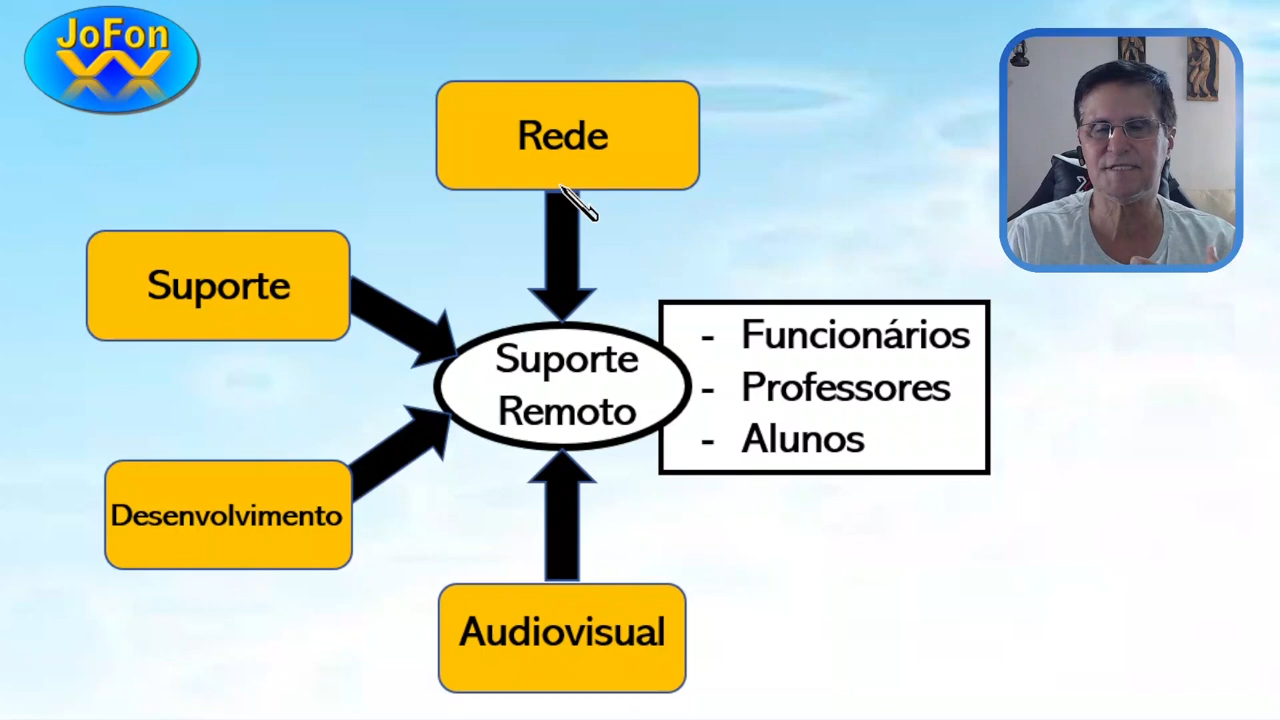 JoFon
Rede
Suporte
Suporte
Remoto
- Funcionários
- Professores
- Alunos
Desenvolvimento
Audiovisual